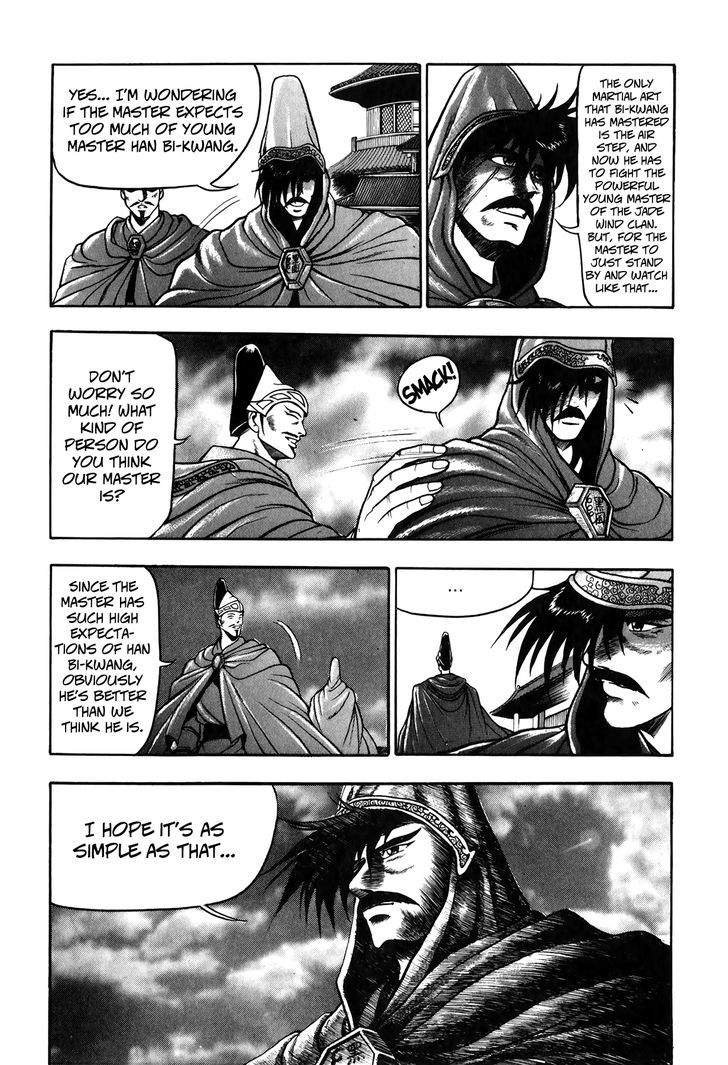 YES... I'M WONDERING
IF THE MASTER EXPECTS
TOO MUCH OF YOUNG
MASTER HAN BI-KWANG.
THE ONLY
MARTIAL ART
THAT BI-KWANG
HAS MASTERED
IS THE AIR
STEP, AND
NOW HE HAS
TO FIGHT THE
POWERFUL
YOUNG MASTER
OF THE JADE
WIND CLAN.
BUT, FOR THE
MASTER TO
JUST STAND
BY AND WATCH
LIKE THAT...
DON'T
WORRY SO
MUCH! WHAT
KIND OF
PERSON DO
YOU THINK
OUR MASTER
IS?
SMACK!
黑風
SINCE THE
MASTER HAS
SUCH HIGH
EXPECTA-
TIONS OF HAN
BI-KWANG,
OBVIOUSLY
HE'S BETTER
THAN WE
THINK HE IS.
...
I HOPE IT'S AS
SIMPLE AS THAT...
黑